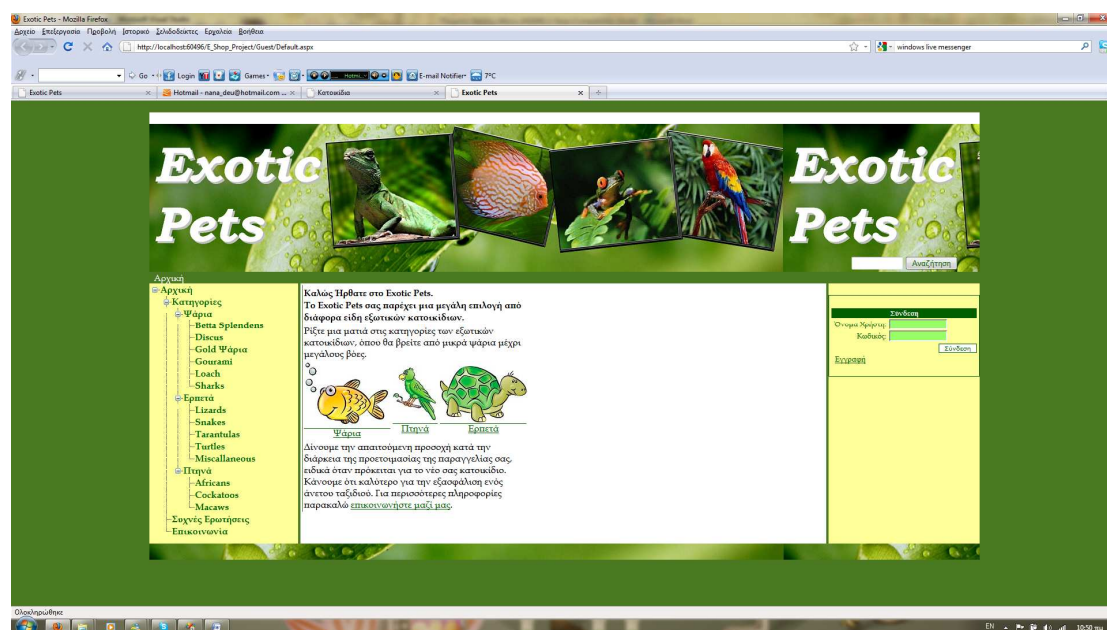 Exotic Pets - Mozilla Firefox
Αρχείο Επεξεργασία Προβολή Ιστορικό Σελιδοδείκτες Εργαλεία Βοήθεια
http://localhost:60496/E_Shop_Project/Guest/Default.aspx
windows live messenger
Go Login Games Hotmi... E-mail Notifier 7°C
Exotic Pets
Hotmail - nana_deu@hotmail.com ...
Κατοικίδια
Exotic Pets
Exotic
Pets
Exotic
Pets
Αναζήτηση
Αρχική
Αρχική
Κατηγορίες
Ψάρια
Betta Splendens
Discus
Gold Ψάρια
Gourami
Loach
Sharks
Ερπετά
Lizards
Snakes
Tarantulas
Turtles
Miscallaneous
Πτηνά
Africans
Cockatoos
Macaws
Συχνές Ερωτήσεις
Επικοινωνία
Καλώς Ήρθατε στο Exotic Pets.
Το Exotic Pets σας παρέχει μια μεγάλη επιλογή από
διάφορα είδη εξωτικών κατοικίδιων.
Ρίξτε μια ματιά στις κατηγορίες των εξωτικών
κατοικίδιων, όπου θα βρείτε από μικρά ψάρια μέχρι
μεγάλους βόες.
Ψάρια
Πτηνά
Ερπετά
Δίνουμε την απαιτούμενη προσοχή κατά την
διάρκεια της προετοιμασίας της παραγγελίας σας,
ειδικά όταν πρόκειται για το νέο σας κατοικίδιο.
Κάνουμε ότι καλύτερο για την εξασφάλιση ενός
άνετου ταξιδιού. Για περισσότερες πληροφορίες
παρακαλώ επικοινωνήστε μαζί μας.
Σύνδεση
Όνομα Χρήστη:
Κωδικός:
Σύνδεση
Εγγραφή
Ολοκληρώθηκε
EN
10:50 πμ